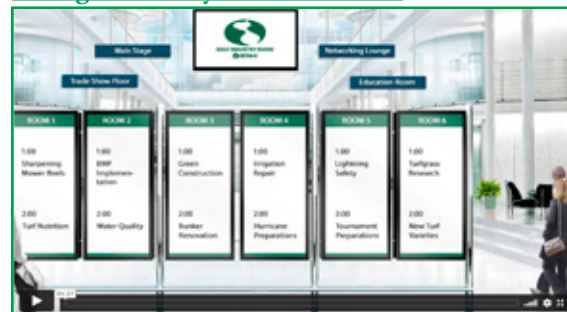 Main Stage
Networking Lounge
GOLF INDUSTRY SHOW
Trade Show Floor
Education Room
ROOM 1
1:00
Sharpening
Mower Reels
2:00
Turf Nutrition
ROOM 2
1:00
BMP
Implemen-
tation
2:00
Water Quality
ROOM 3
1:00
Green
Construction
2:00
Bunker
Renovation
ROOM 4
1:00
Irrigation
Repair
2:00
Hurricane
Preparations
ROOM 5
1:00
Lightning
Safety
2:00
Tournament
Preparations
ROOM 6
1:00
Turfgrass
Research
2:00
New Turf
Varieties